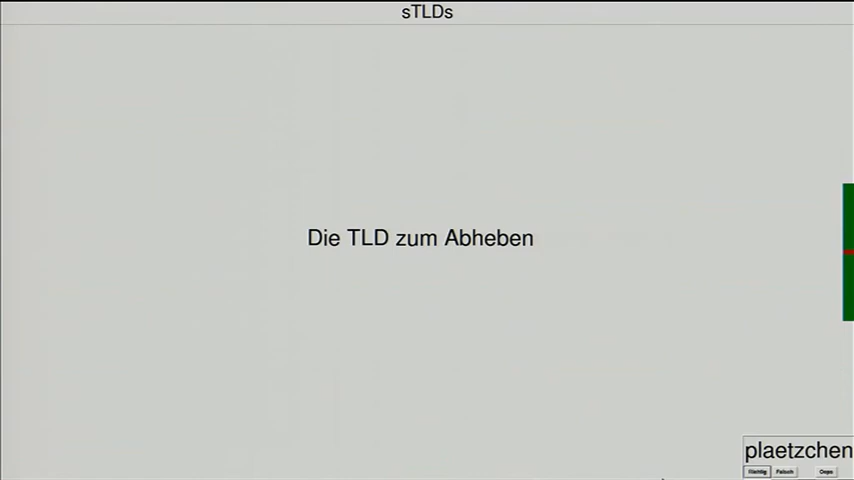 sTLDs
Die TLD zum Abheben
plaetzchen
Richtig Falsch Oops